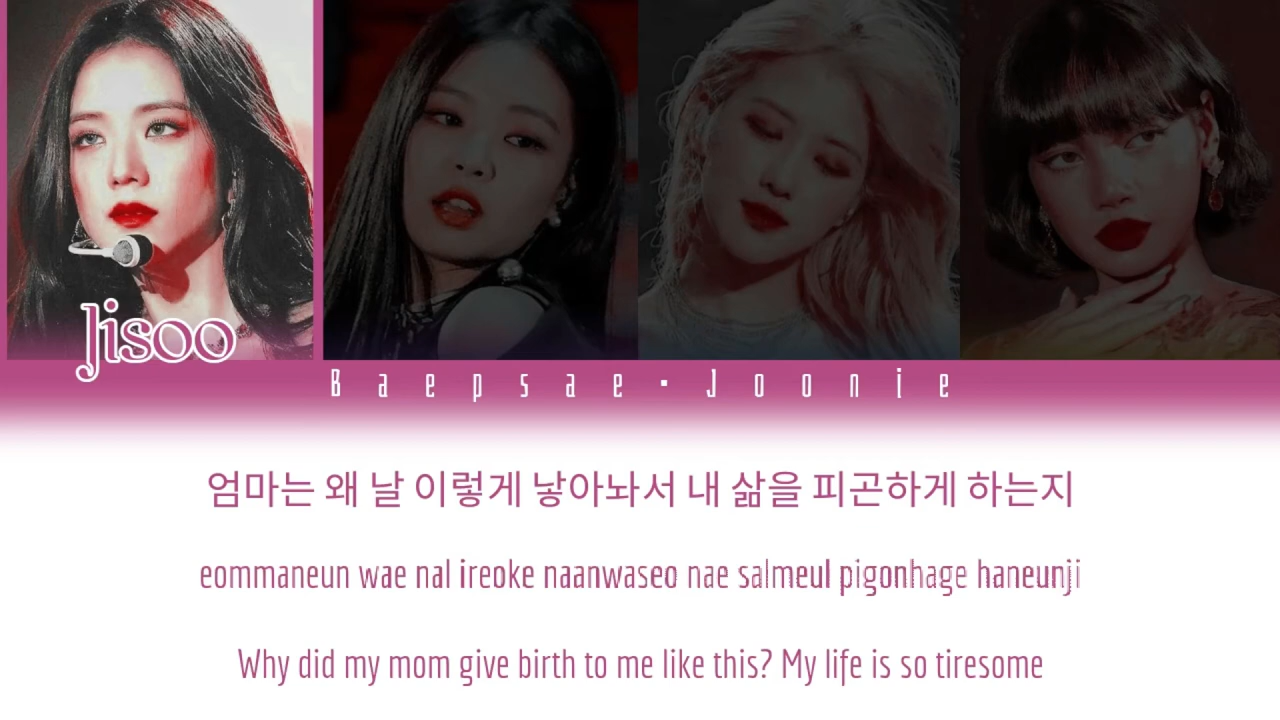 Jisoo
Baepsae·Joonie
엄마는 왜 날 이렇게 낳아놔서 내 삶을 피곤하게 하는지
eommaneun wae nal ireoke naanwaseo nae salmeul pigonhage haneunji
Why did my mom give birth to me like this? My life is so tiresome